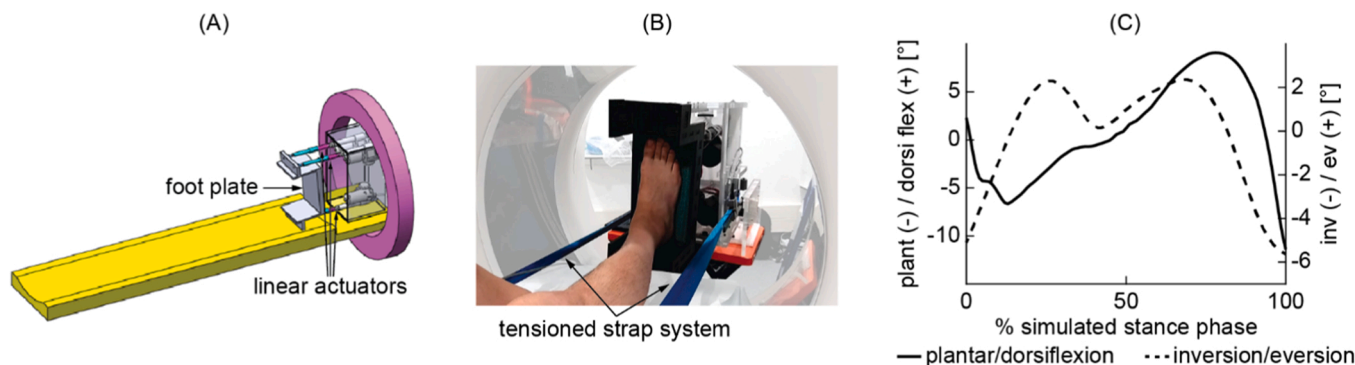 (A)
foot plate
linear actuators
(B)
tensioned strap system
(C)
plant (-) / dorsi flex (+) [°]
5
0
-5
-10
inv (-) / ev (+) [°]
2
0
-2
-4
-6
0 50 100
% simulated stance phase
plantar/dorsiflexion inversion/eversion